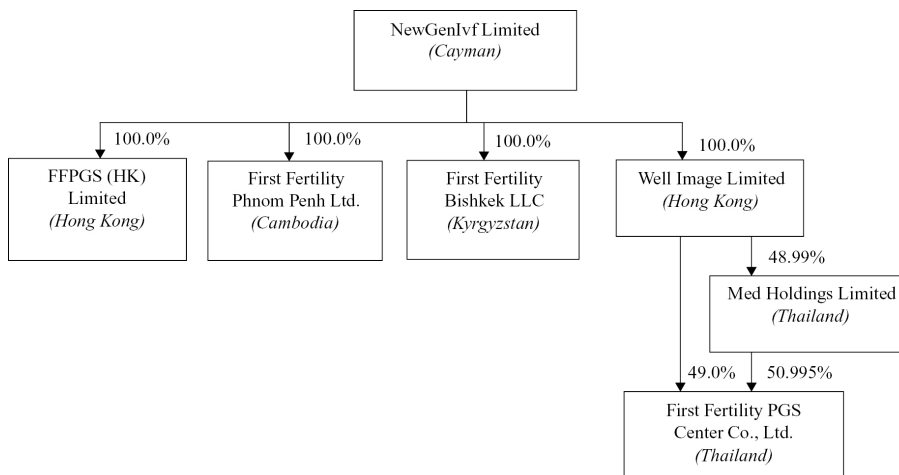 NewGenIvf Limited
(Cayman)
100.0%
100.0%
100.0%
100.0%
FFPGS (HK)
Limited
(Hong Kong)
First Fertility
Phnom Penh Ltd.
(Cambodia)
First Fertility
Bishkek LLC
(Kyrgyzstan)
Well Image Limited
(Hong Kong)
48.99%
Med Holdings Limited
(Thailand)
49.0%
50.995%
First Fertility PGS
Center Co., Ltd.
(Thailand)